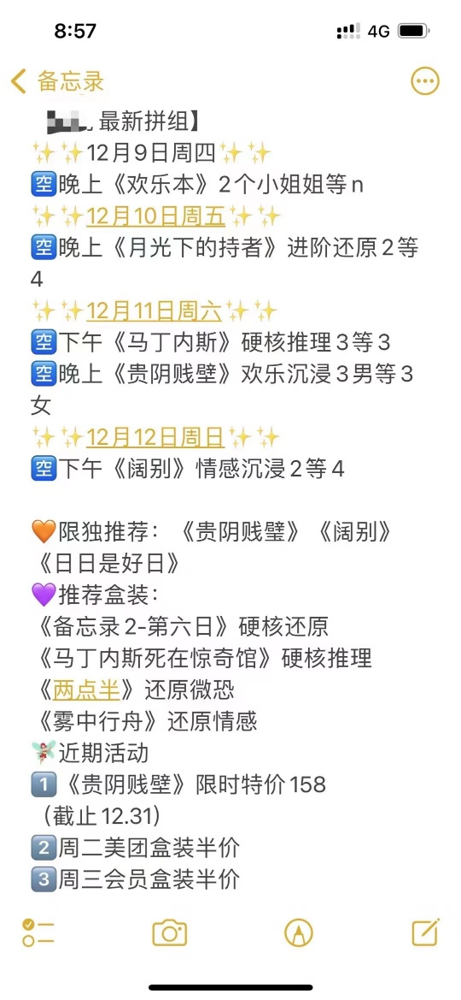 8:57
4G
备忘录
最新拼组】
✨✨12月9日周四✨✨
🈳晚上《欢乐本》2个小姐姐等n
✨✨12月10日周五✨✨
🈳晚上《月光下的持者》进阶还原2等
4
✨✨12月11日周六✨✨
🈳下午《马丁内斯》硬核推理3等3
🈳晚上《贵阴贱壁》欢乐沉浸3男等3
女
✨✨12月12日周日✨✨
🈳下午《阔别》情感沉浸2等4
🧡限独推荐：《贵阴贱璧》《阔别》
《日日是好日》
💜推荐盒装：
《备忘录2-第六日》硬核还原
《马丁内斯死在惊奇馆》硬核推理
《两点半》还原微恐
《雾中行舟》还原情感
🧚近期活动
1️⃣《贵阴贱壁》限时特价158
（截止12.31）
2️⃣周二美团盒装半价
3️⃣周三会员盒装半价